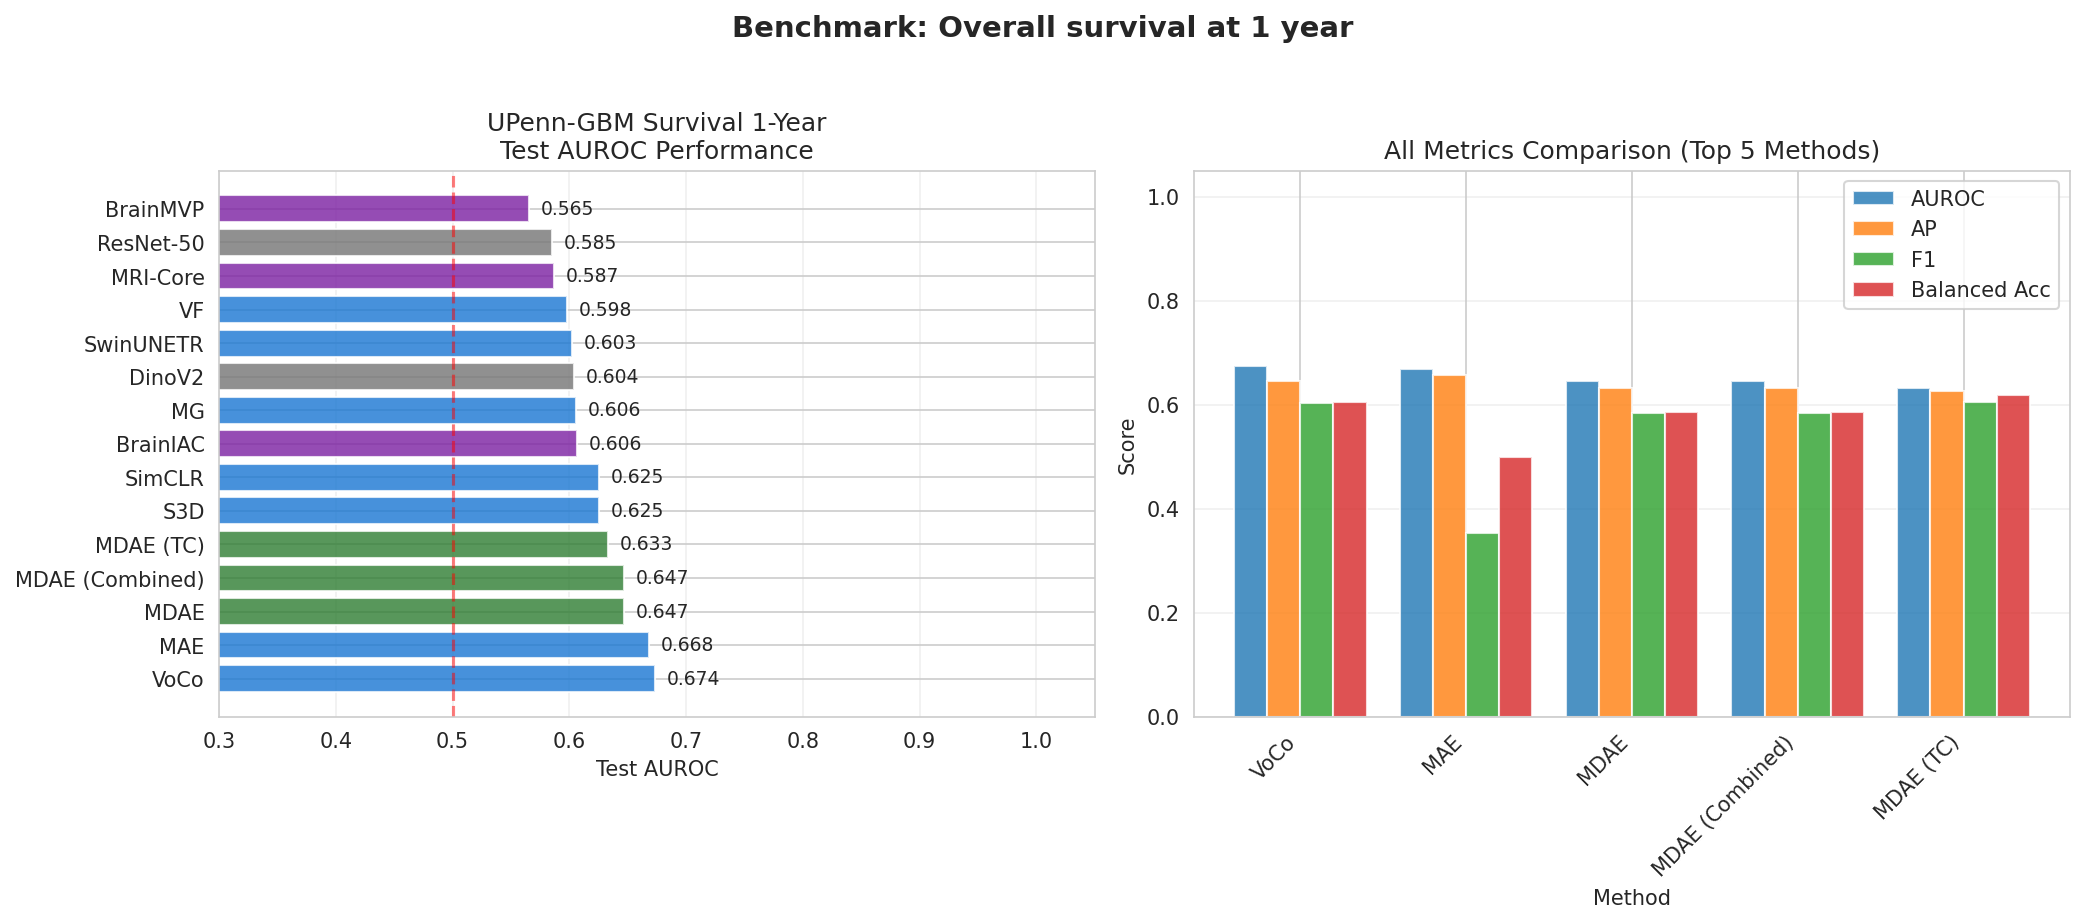 Benchmark: Overall survival at 1 year
UPenn-GBM Survival 1-Year
Test AUROC Performance
BrainMVP
0.565
ResNet-50
0.585
MRI-Core
0.587
VF
0.598
SwinUNETR
0.603
DinoV2
0.604
MG
0.606
BrainIAC
0.606
SimCLR
0.625
S3D
0.625
MDAE (TC)
0.633
MDAE (Combined)
0.647
MDAE
0.647
MAE
0.668
VoCo
0.674
0.3 0.4 0.5 0.6 0.7 0.8 0.9 1.0
Test AUROC
All Metrics Comparison (Top 5 Methods)
1.0
0.8
0.6
0.4
0.2
0.0
Score
AUROC
AP
F1
Balanced Acc
VoCo
MAE
MDAE
MDAE (Combined)
MDAE (TC)
Method